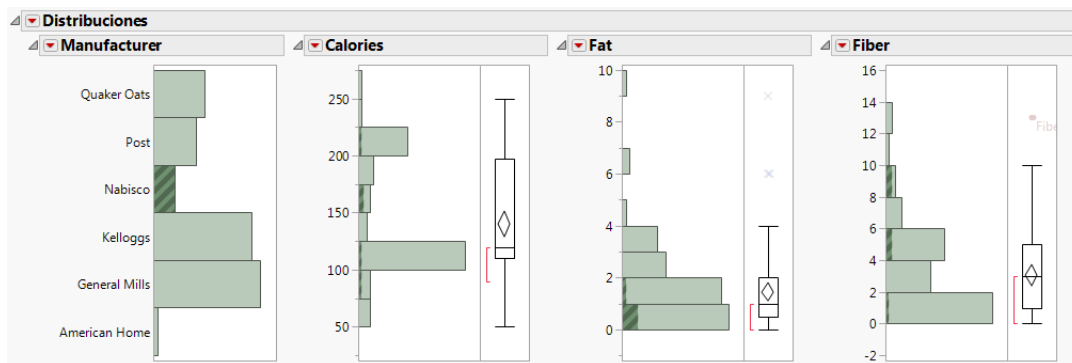 Distribuciones
Manufacturer
Quaker Oats
Post
Nabisco
Kelloggs
General Mills
American Home
Calories
250
200
150
100
50
Fat
10
8
6
4
2
0
Fiber
16
14
12
10
8
6
4
2
0
-2
Fibe